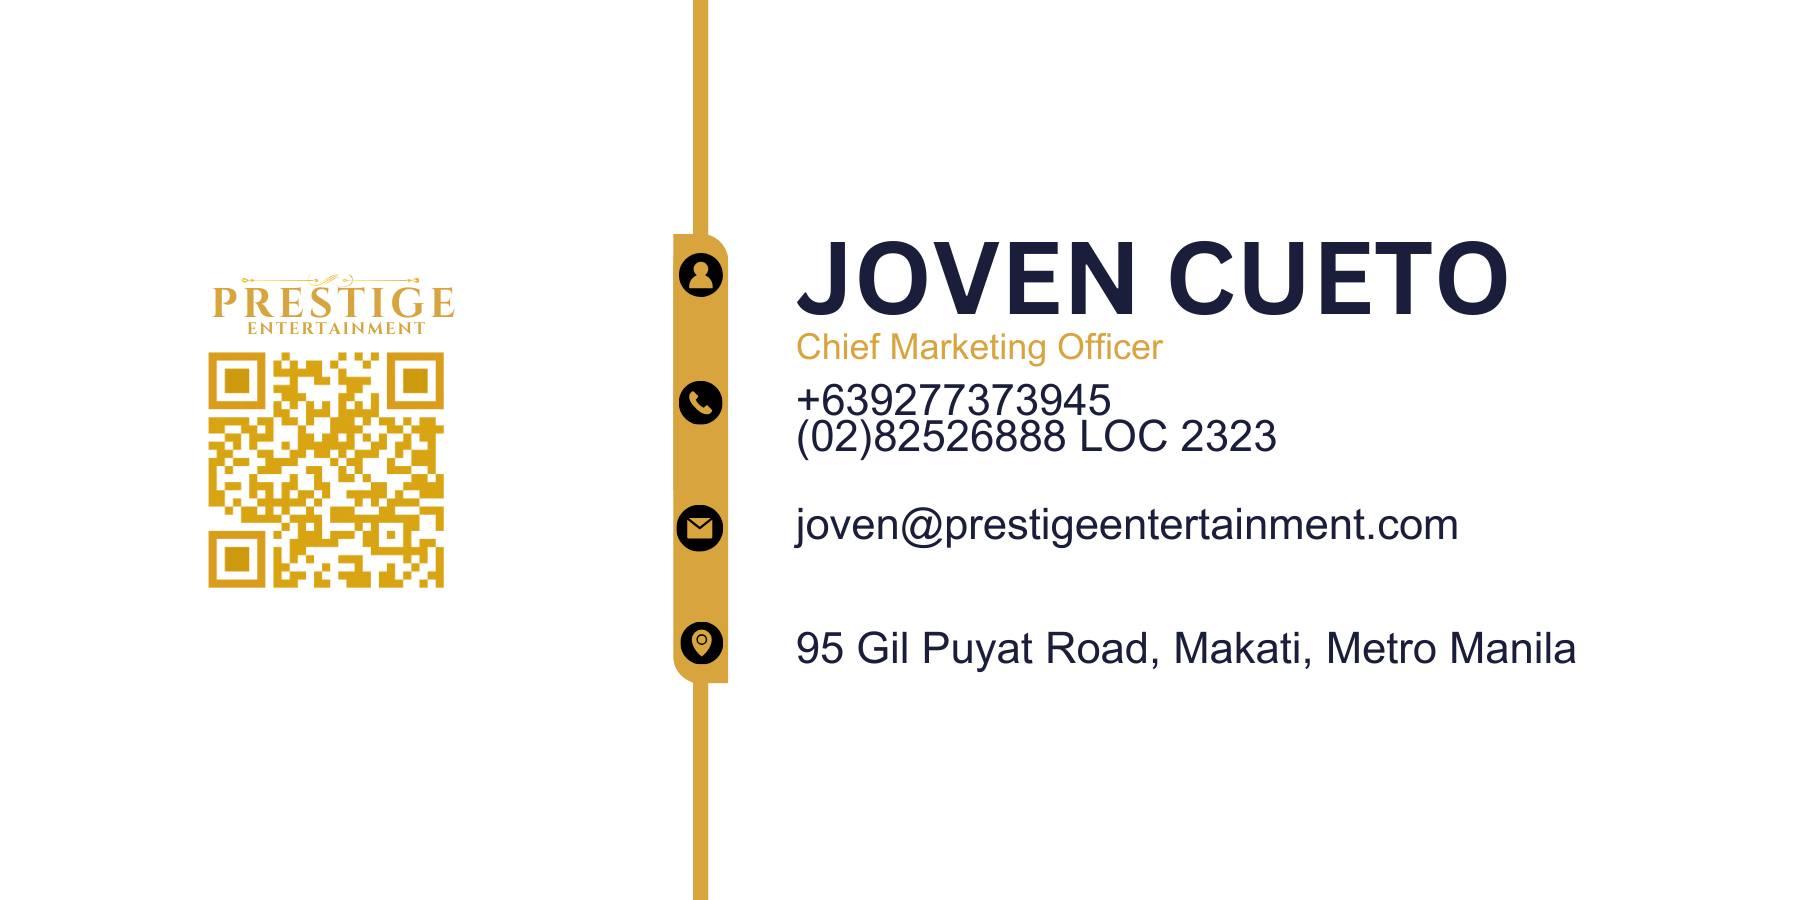 PRESTIGE
ENTERTAINMENT
JOVEN CUETO
Chief Marketing Officer
+639277373945
(02)82526888 LOC 2323
joven@prestigeentertainment.com
95 Gil Puyat Road, Makati, Metro Manila